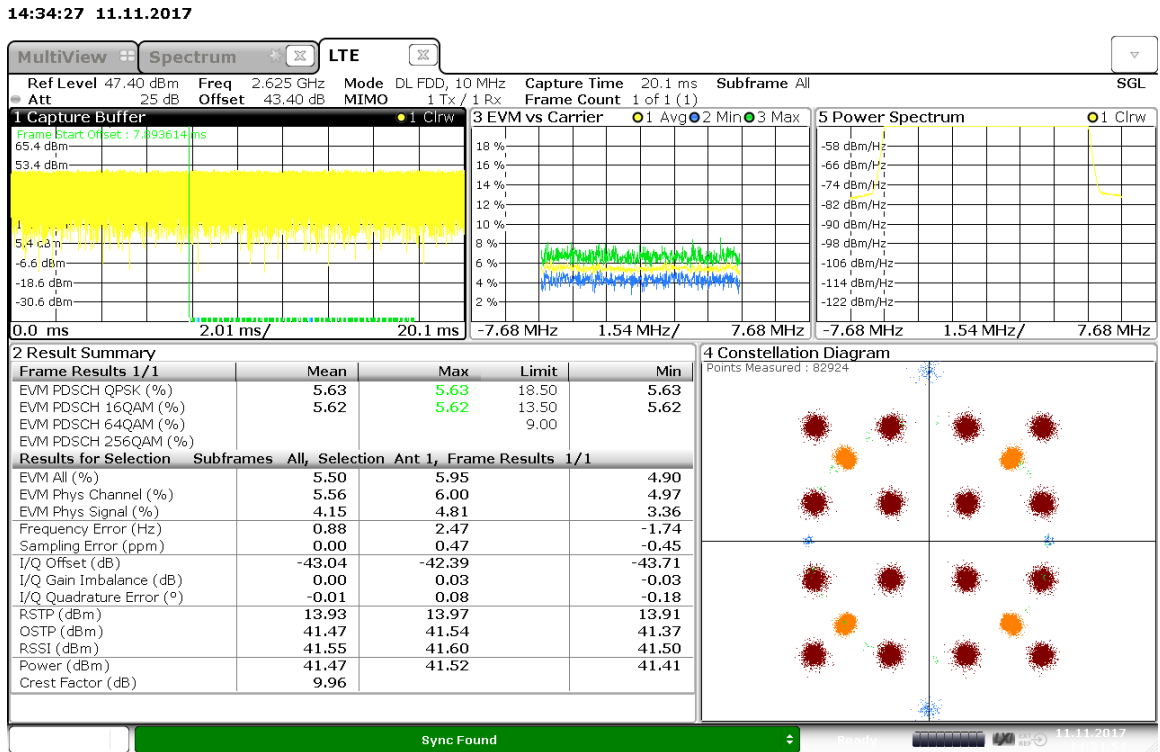 14:34:27 11.11.2017
MultiView Spectrum LTE
Ref Level 47.40 dBm Freq 2.625 GHz Mode DL FDD, 10 MHz Capture Time 20.1 ms Subframe All
Att 25 dB Offset 43.40 dB MIMO 1 Tx / 1 Rx Frame Count 1 of 1 (1) SGL
1 Capture Buffer 1 Clrw
Frame Start Offset : 7.893614 ms
65.4 dBm
53.4 dBm
5.4 dBm
-6.6 dBm
-18.6 dBm
-30.6 dBm
0.0 ms 2.01 ms/ 20.1 ms
3 EVM vs Carrier 1 Avg 2 Min 3 Max
18 %
16 %
14 %
12 %
10 %
8 %
6 %
4 %
2 %
-7.68 MHz 1.54 MHz/ 7.68 MHz
5 Power Spectrum 1 Clrw
-58 dBm/Hz
-66 dBm/Hz
-74 dBm/Hz
-82 dBm/Hz
-90 dBm/Hz
-98 dBm/Hz
-106 dBm/Hz
-114 dBm/Hz
-122 dBm/Hz
-7.68 MHz 1.54 MHz/ 7.68 MHz
2 Result Summary
Frame Results 1/1 Mean Max Limit Min
EVM PDSCH QPSK (%) 5.63 5.63 18.50 5.63
EVM PDSCH 16QAM (%) 5.62 5.62 13.50 5.62
EVM PDSCH 64QAM (%) 9.00
EVM PDSCH 256QAM (%)
Results for Selection Subframes All, Selection Ant 1, Frame Results 1/1
EVM All (%) 5.50 5.95 4.90
EVM Phys Channel (%) 5.56 6.00 4.97
EVM Phys Signal (%) 4.15 4.81 3.36
Frequency Error (Hz) 0.88 2.47 -1.74
Sampling Error (ppm) 0.00 0.47 -0.45
I/Q Offset (dB) -43.04 -42.39 -43.71
I/Q Gain Imbalance (dB) 0.00 0.03 -0.03
I/Q Quadrature Error (°) -0.01 0.08 -0.18
RSTP (dBm) 13.93 13.97 13.91
OSTP (dBm) 41.47 41.54 41.37
RSSI (dBm) 41.55 41.60 41.50
Power (dBm) 41.47 41.52 41.41
Crest Factor (dB) 9.96
4 Constellation Diagram
Points Measured : 82924
Sync Found
Ready
LXI
EXT
REF
11.11.2017